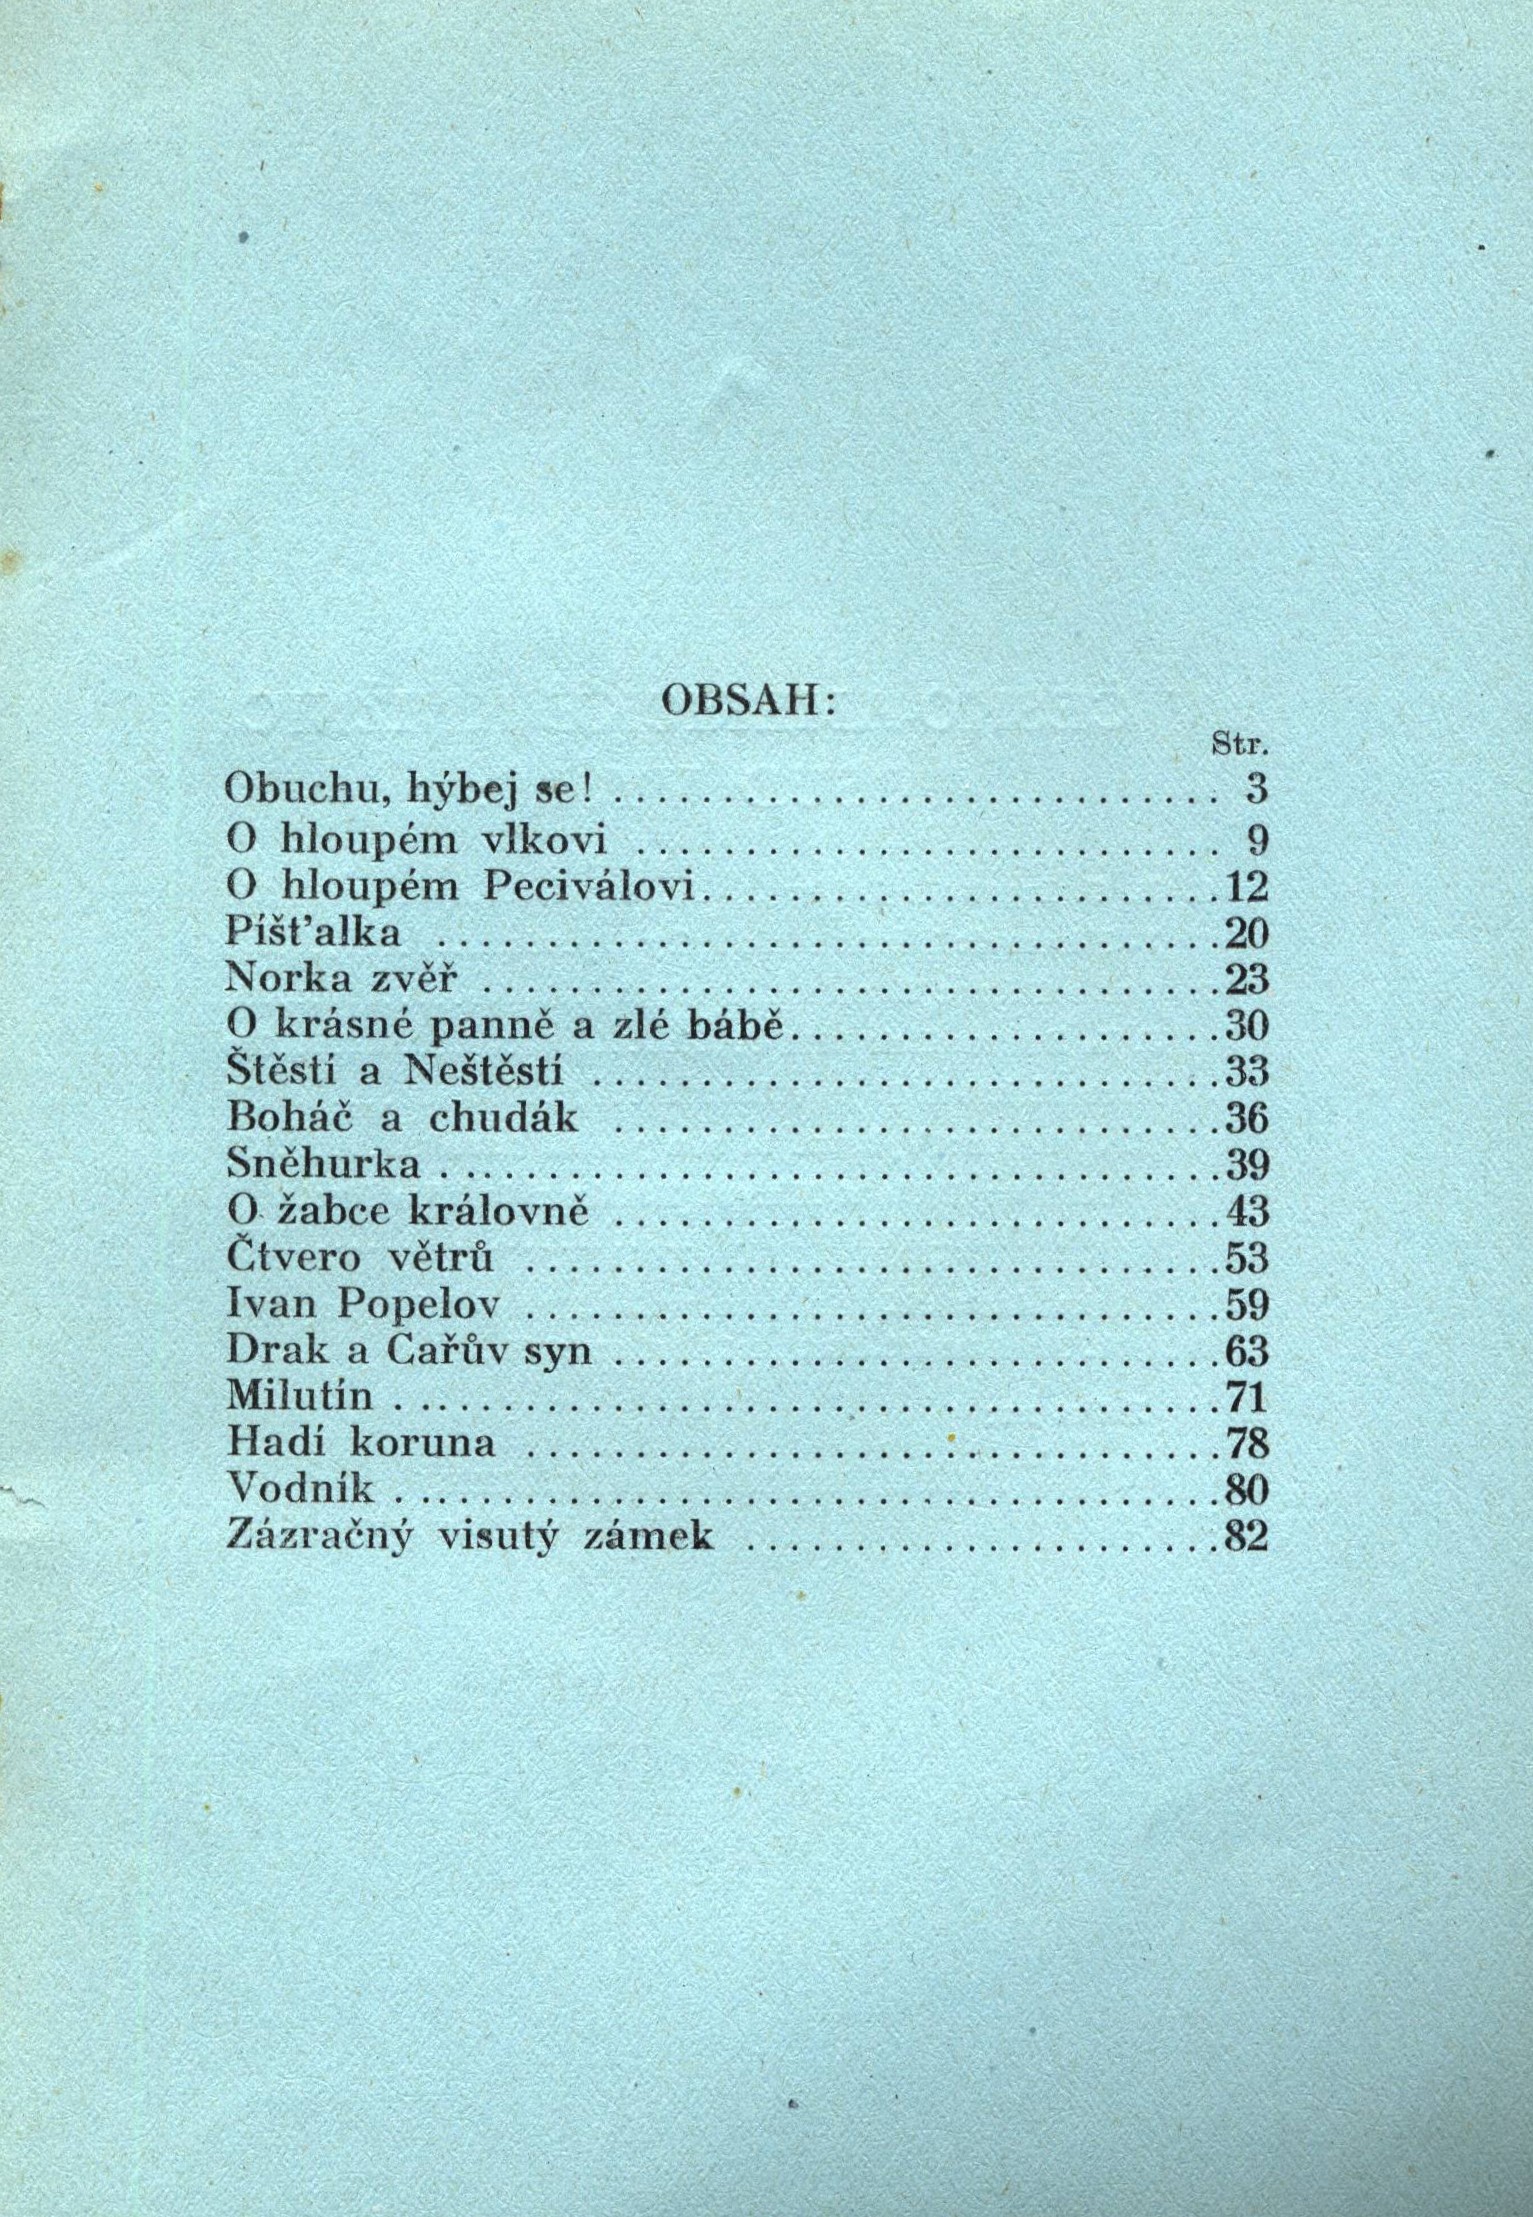 OBSAH:
Str.
Obuchu, hýbej se! ............................ 3
O hloupém vlkovi ........................... 9
O hloupém Peciválovi........................12
Píšt'alka ....................................20
Norka zvěř ..................................23
O krásné panně a zlé bábě....................30
Štěstí a Neštěstí .............................33
Boháč a chudák ............................36
Sněhurka ....................................39
O žabce královně ............................43
Čtvero větrů ................................53
Ivan Popelov ................................59
Drak a Cařův syn ............................63
Milutín ......................................71
Hadí koruna ................................78
Vodník ......................................80
Zázračný visutý zámek ......................82